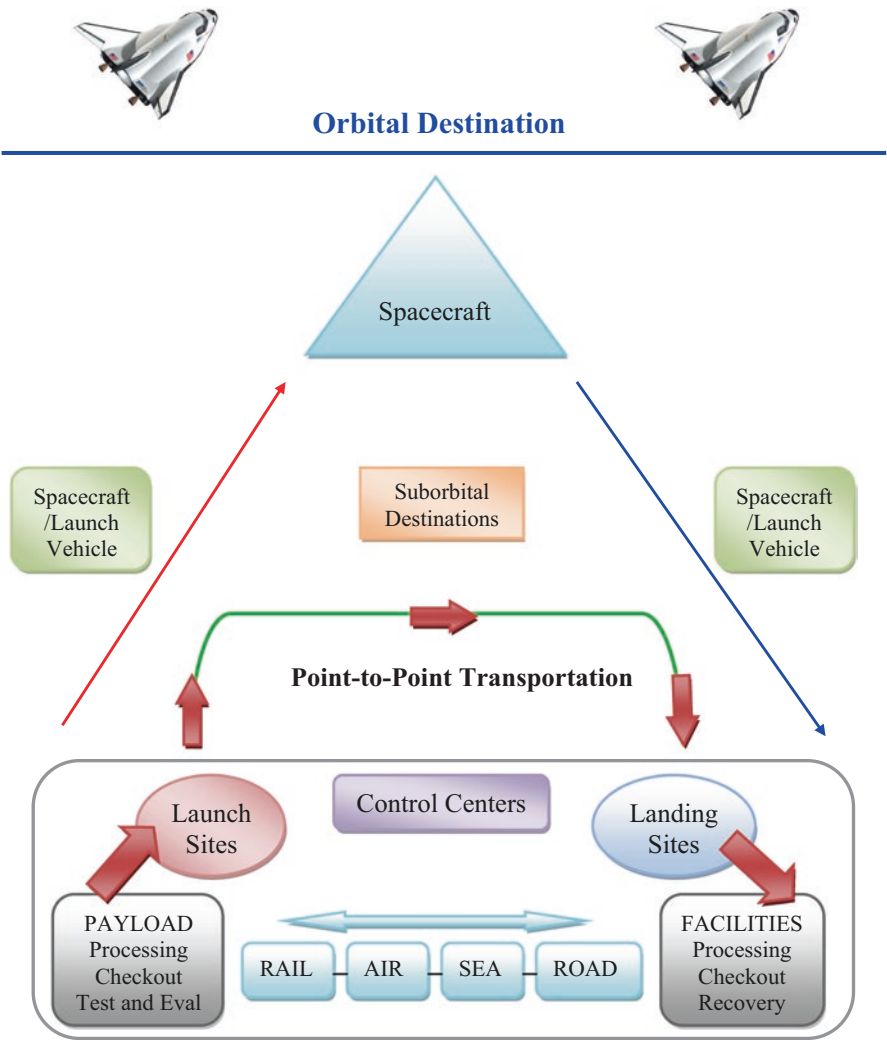 Orbital Destination
Spacecraft
Spacecraft
/Launch
Vehicle
Suborbital
Destinations
Spacecraft
/Launch
Vehicle
Point-to-Point Transportation
Launch
Sites
Control Centers
Landing
Sites
PAYLOAD
Processing
Checkout
Test and Eval
RAIL
AIR
SEA
ROAD
FACILITIES
Processing
Checkout
Recovery